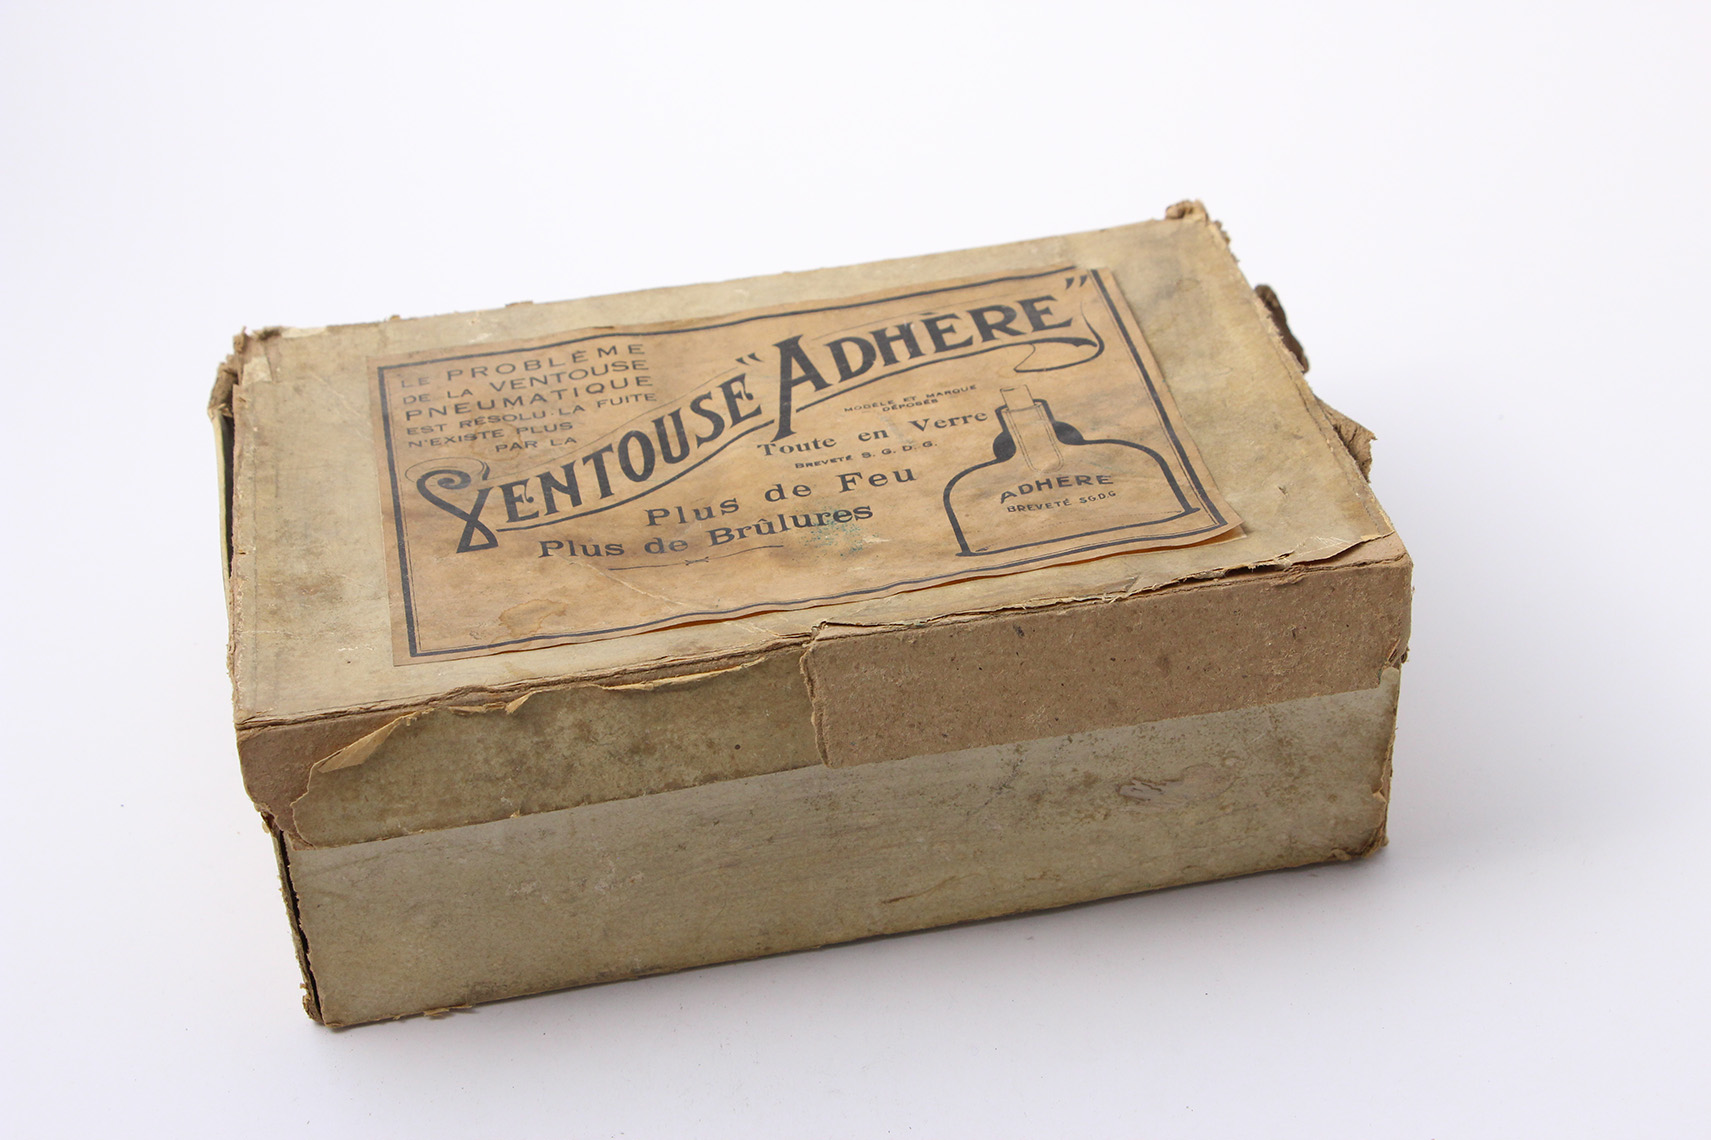 LE PROBLÈME
DE LA VENTOUSE
PNEUMATIQUE
EST RÉSOLU: LA FUITE
N'EXISTE PLUS
PAR LA
VENTOUSE "ADHÈRE"
MODÈLE ET MARQUE
DÉPOSÉS
Toute en Verre
BREVETÉ S. G. D. G.
Plus de Feu
Plus de Brûlures
ADHÈRE
BREVETÉ S.G.D.G